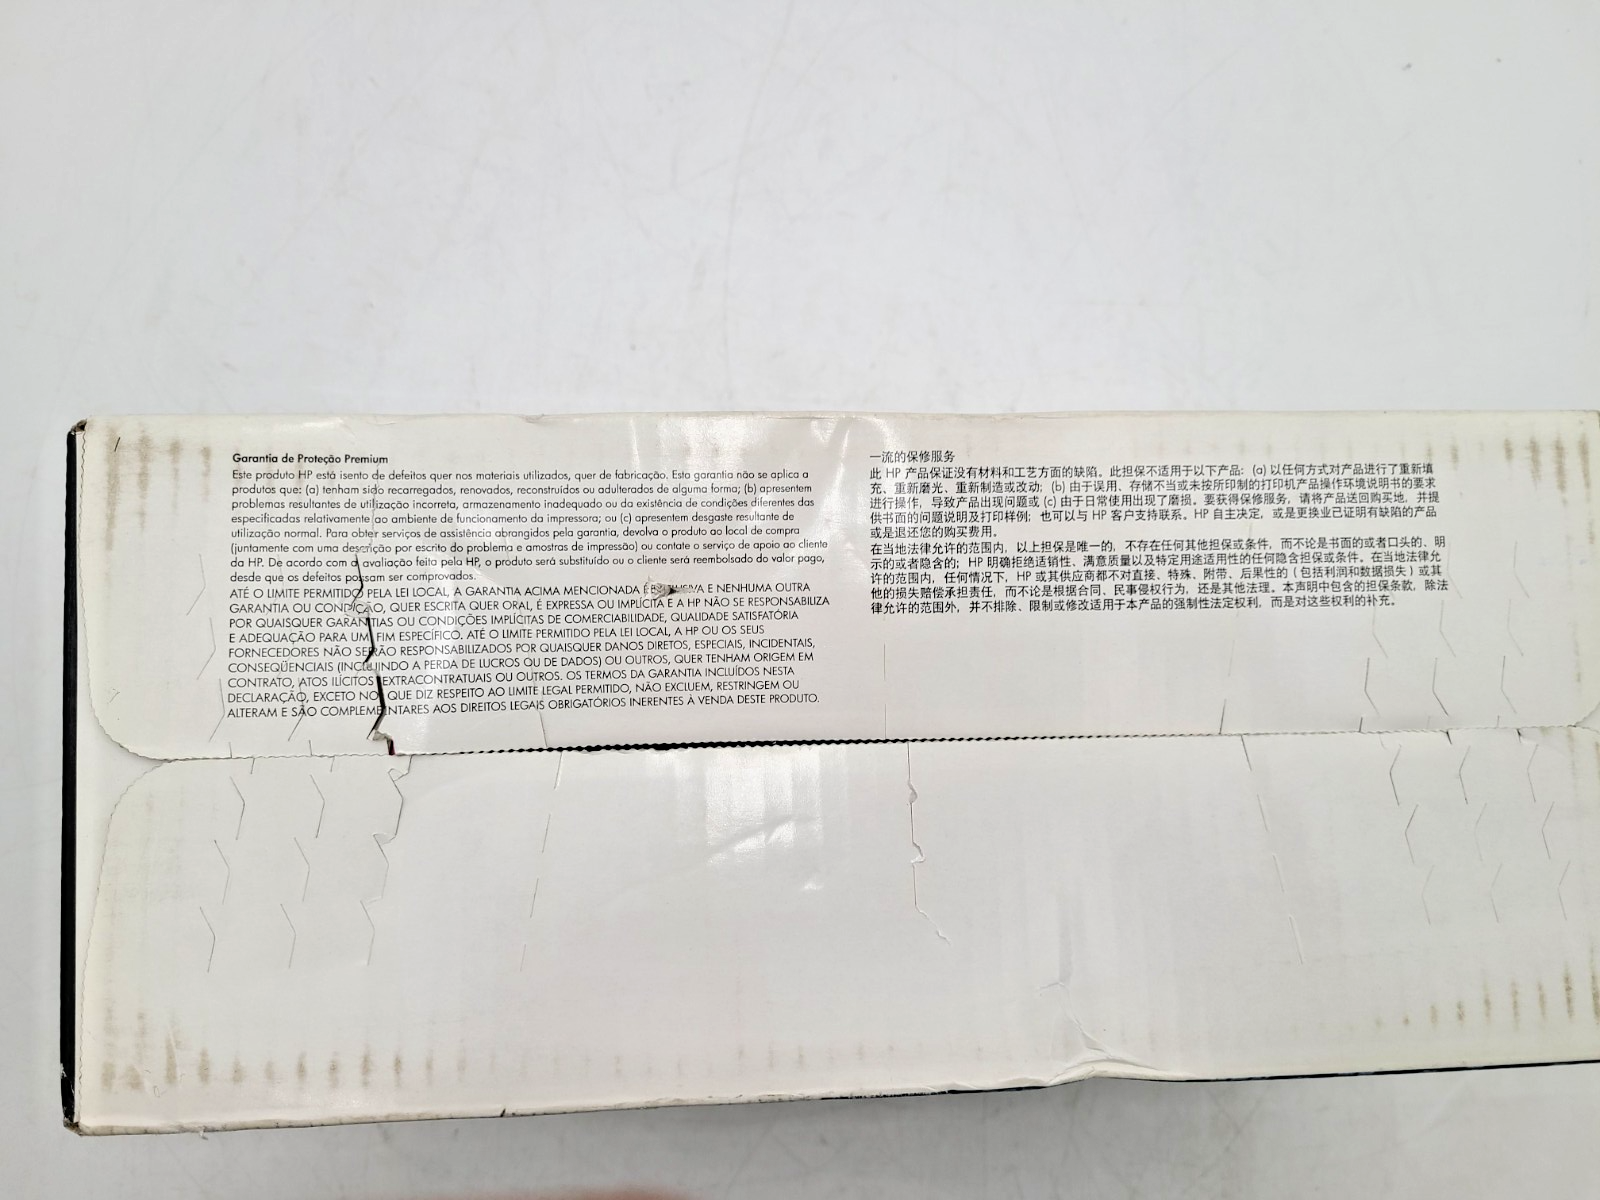 Garantia de Proteção Premium
Este produto HP está isento de defeitos quer nos materiais utilizados, quer de fabricação. Esta garantia não se aplica a
produtos que: (a) tenham sido recarregados, renovados, reconstruídos ou adulterados de alguma forma; (b) apresentem
problemas resultantes de utilização incorreta, armazenamento inadequado ou da existência de condições diferentes das
especificadas relativamente ao ambiente de funcionamento da impressora; ou (c) apresentem desgaste resultante de
utilização normal. Para obter serviços de assistência abrangidos pela garantia, devolva o produto ao local de compra
(juntamente com uma descrição por escrito do problema e amostras de impressão) ou contate o serviço de apoio ao cliente
da HP. De acordo com a avaliação feita pela HP, o produto será substituído ou o cliente será reembolsado do valor pago,
desde que os defeitos possam ser comprovados.
ATÉ O LIMITE PERMITIDO PELA LEI LOCAL, A GARANTIA ACIMA MENCIONADA É E NENHUMA OUTRA
GARANTIA OU CONDIÇÃO, QUER ESCRITA QUER ORAL, É EXPRESSA OU IMPLÍCITA E A HP NÃO SE RESPONSABILIZA
POR QUAISQUER GARANTIAS OU CONDIÇÕES IMPLÍCITAS DE COMERCIABILIDADE, QUALIDADE SATISFATÓRIA
E ADEQUAÇÃO PARA UM FIM ESPECÍFICO. ATÉ O LIMITE PERMITIDO PELA LEI LOCAL, A HP OU OS SEUS
FORNECEDORES NÃO SERÃO RESPONSABILIZADOS POR QUAISQUER DANOS DIRETOS, ESPECIAIS, INCIDENTAIS,
CONSEQÜENCIAIS (INCLUINDO A PERDA DE LUCROS OU DE DADOS) OU OUTROS, QUER TENHAM ORIGEM EM
CONTRATO, ATOS ILÍCITOS EXTRACONTRATUAIS OU OUTROS. OS TERMOS DA GARANTIA INCLUÍDOS NESTA
DECLARAÇÃO, EXCETO NO QUE DIZ RESPEITO AO LIMITE LEGAL PERMITIDO, NÃO EXCLUEM, RESTRINGEM OU
ALTERAM E SÃO COMPLEMENTARES AOS DIREITOS LEGAIS OBRIGATÓRIOS INERENTES À VENDA DESTE PRODUTO.
一流的保修服务
此 HP 产品保证没有材料和工艺方面的缺陷。此担保不适用于以下产品: (a) 以任何方式对产品进行了重新填
充、重新磨光、重新制造或改动; (b) 由于误用、存储不当或未按所印制的打印机产品操作环境说明书的要求
进行操作, 导致产品出现问题或 (c) 由于日常使用出现了磨损。要获得保修服务, 请将产品送回购买地, 并提
供书面的问题说明及打印样例; 也可以与 HP 客户支持联系。HP 自主决定, 或是更换业已证明有缺陷的产品
或是退还您的购买费用。
在当地法律允许的范围内, 以上担保是唯一的, 不存在任何其他担保或条件, 而不论是书面的或者口头的、明
示的或者隐含的; HP 明确拒绝适销性、满意质量以及特定用途适用性的任何隐含担保或条件。在当地法律允
许的范围内, 任何情况下, HP 或其供应商都不对直接、特殊、附带、后果性的 (包括利润和数据损失) 或其
他的损失赔偿承担责任, 而不论是根据合同、民事侵权行为、还是其他法理。本声明中包含的担保条款, 除法
律允许的范围外, 并不排除、限制或修改适用于本产品的强制性法定权利, 而是对这些权利的补充。